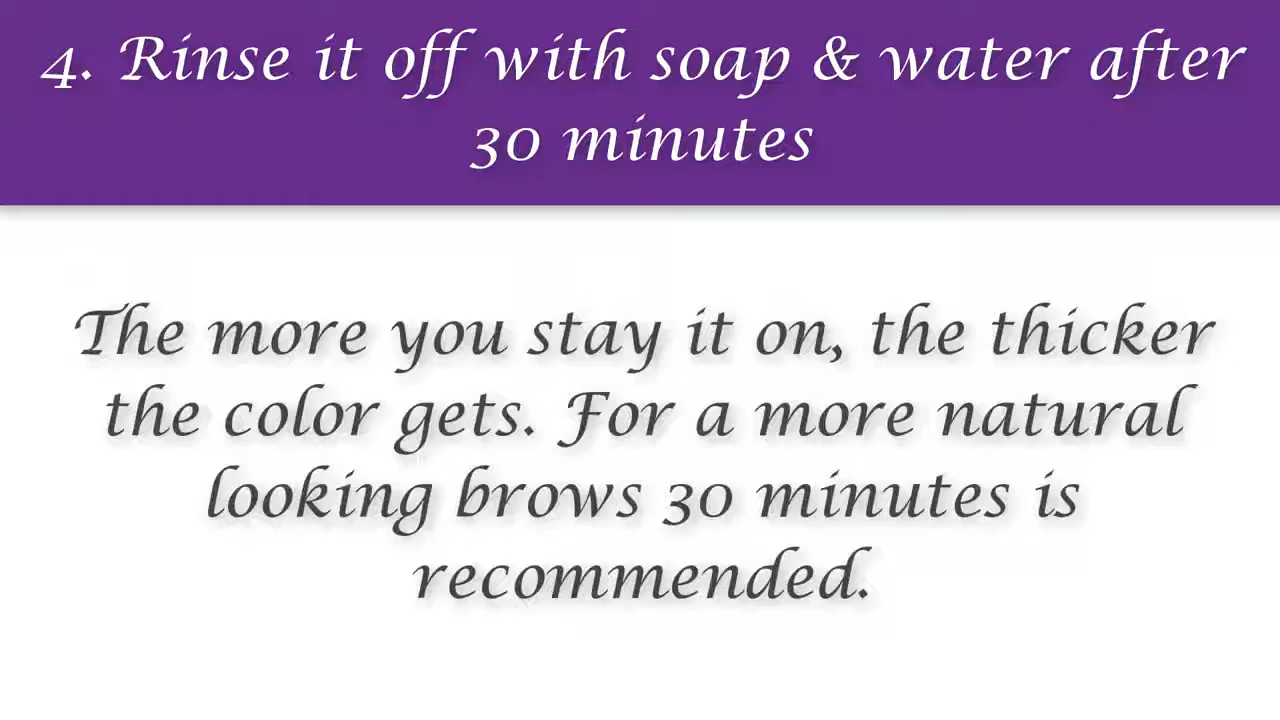 4. Rinse it off with soap & water after
30 minutes
The more you stay it on, the thicker
the color gets. For a more natural
looking brows 30 minutes is
recommended.